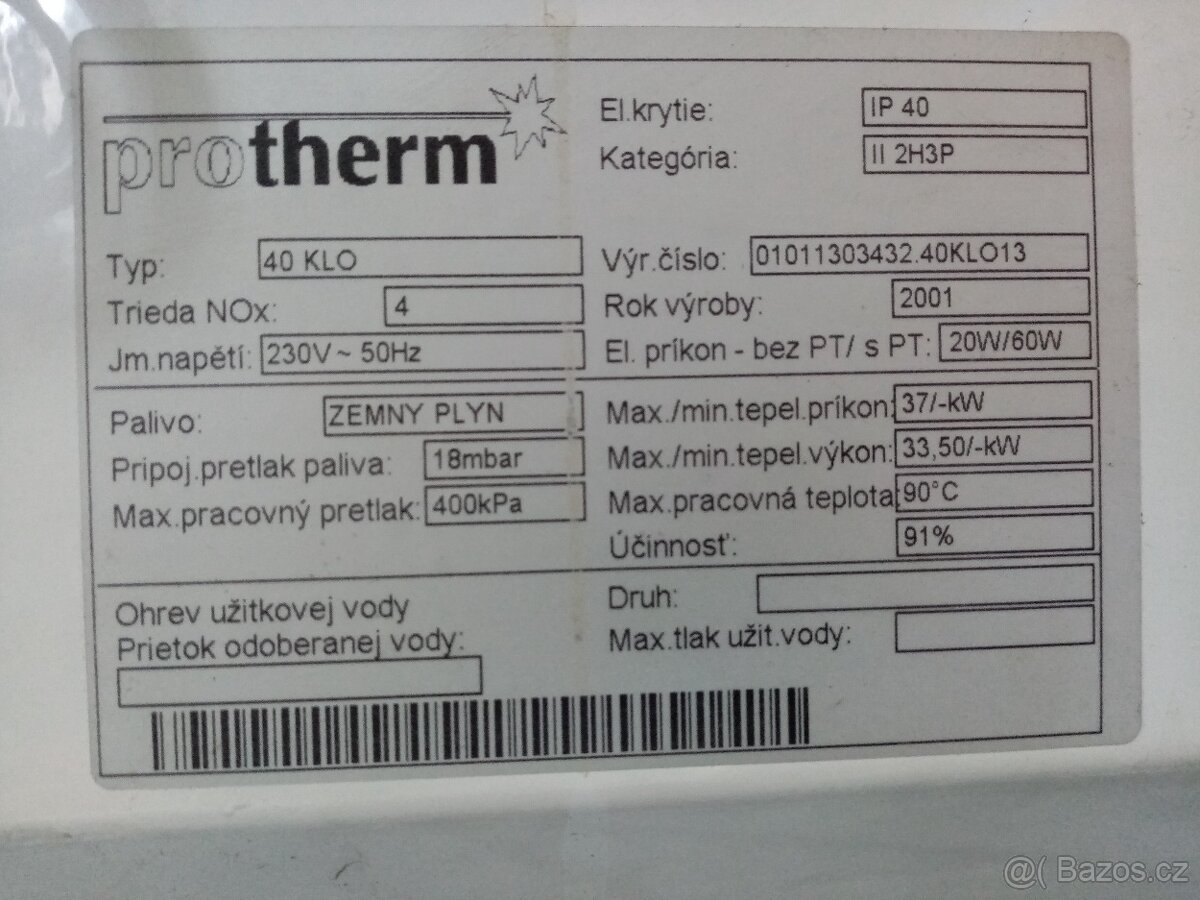 protherm
El.krytie: IP 40
Kategória: II 2H3P
Typ: 40 KLO
Výr.číslo: 01011303432.40KLO13
Trieda NOx: 4
Rok výroby: 2001
Jm.napětí: 230V ~ 50Hz
El. príkon - bez PT/ s PT: 20W/60W
Palivo: ZEMNY PLYN
Max./min.tepel.príkon: 37/-kW
Pripoj.pretlak paliva: 18mbar
Max./min.tepel.výkon: 33,50/-kW
Max.pracovný pretlak: 400kPa
Max.pracovná teplota: 90°C
Účinnosť: 91%
Ohrev užitkovej vody
Druh:
Prietok odoberanej vody:
Max.tlak užit.vody:
@( Bazos.cz